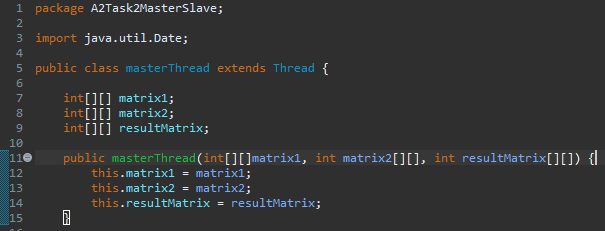 1 package A2Task2MasterSlave;
2
3 import java.util.Date;
4
5 public class masterThread extends Thread {
6
7 int[][] matrix1;
8 int[][] matrix2;
9 int[][] resultMatrix;
10
11 public masterThread(int[][]matrix1, int matrix2[][], int resultMatrix[][]) {
12 this.matrix1 = matrix1;
13 this.matrix2 = matrix2;
14 this.resultMatrix = resultMatrix;
15 }